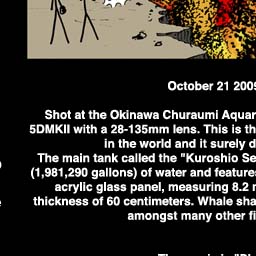 October 21 2009
Shot at the Okinawa Churaumi Aquar
5DMKII with a 28-135mm lens. This is th
in the world and it surely d
The main tank called the "Kuroshio Se
(1,981,290 gallons) of water and feature
acrylic glass panel, measuring 8.2 m
thickness of 60 centimeters. Whale sha
amongst many other fi